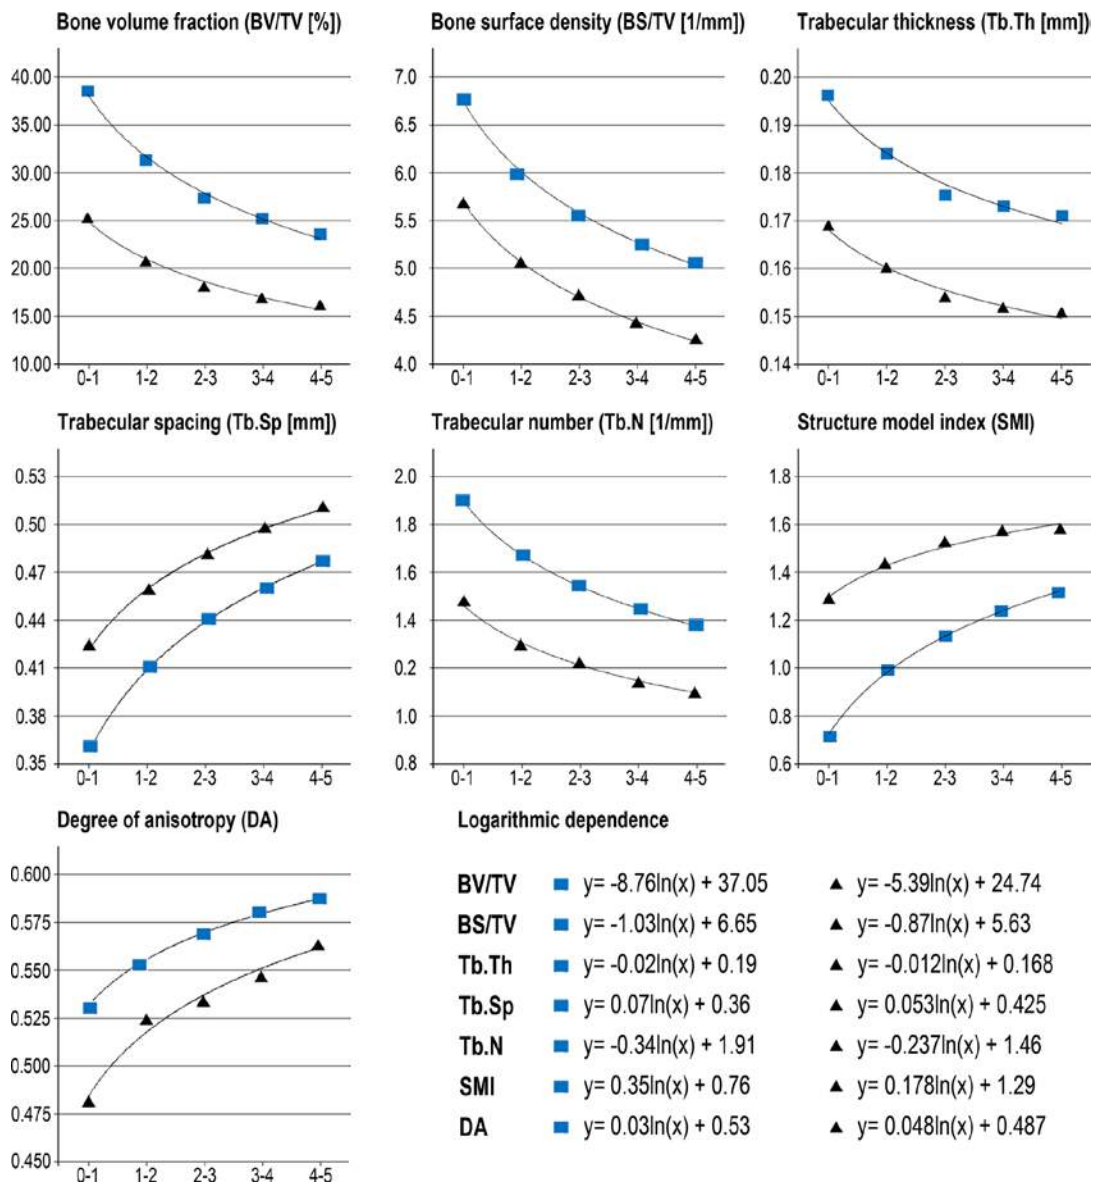 Bone volume fraction (BV/TV [%])
Bone surface density (BS/TV [1/mm])
Trabecular thickness (Tb.Th [mm])
40.00
35.00
30.00
25.00
20.00
15.00
10.00
0-1 1-2 2-3 3-4 4-5
7.0
6.5
6.0
5.5
5.0
4.5
4.0
0-1 1-2 2-3 3-4 4-5
0.20
0.19
0.18
0.17
0.16
0.15
0.14
0-1 1-2 2-3 3-4 4-5
Trabecular spacing (Tb.Sp [mm])
Trabecular number (Tb.N [1/mm])
Structure model index (SMI)
0.53
0.50
0.47
0.44
0.41
0.38
0.35
0-1 1-2 2-3 3-4 4-5
2.0
1.8
1.6
1.4
0.2
1.0
0.8
0-1 1-2 2-3 3-4 4-5
1.8
1.6
1.4
1.2
1.0
0.8
0.6
0-1 1-2 2-3 3-4 4-5
Degree of anisotropy (DA)
0.600
0.575
0.550
0.525
0.500
0.475
0.450
0-1 1-2 2-3 3-4 4-5
Logarithmic dependence
BV/TV y= -8.76ln(x) + 37.05 y= -5.39ln(x) + 24.74
BS/TV y= -1.03ln(x) + 6.65 y= -0.87ln(x) + 5.63
Tb.Th y= -0.02ln(x) + 0.19 y= -0.012ln(x) + 0.168
Tb.Sp y= 0.07ln(x) + 0.36 y= 0.053ln(x) + 0.425
Tb.N y= -0.34ln(x) + 1.91 y= -0.237ln(x) + 1.46
SMI y= 0.35ln(x) + 0.76 y= 0.178ln(x) + 1.29
DA y= 0.03ln(x) + 0.53 y= 0.048ln(x) + 0.487